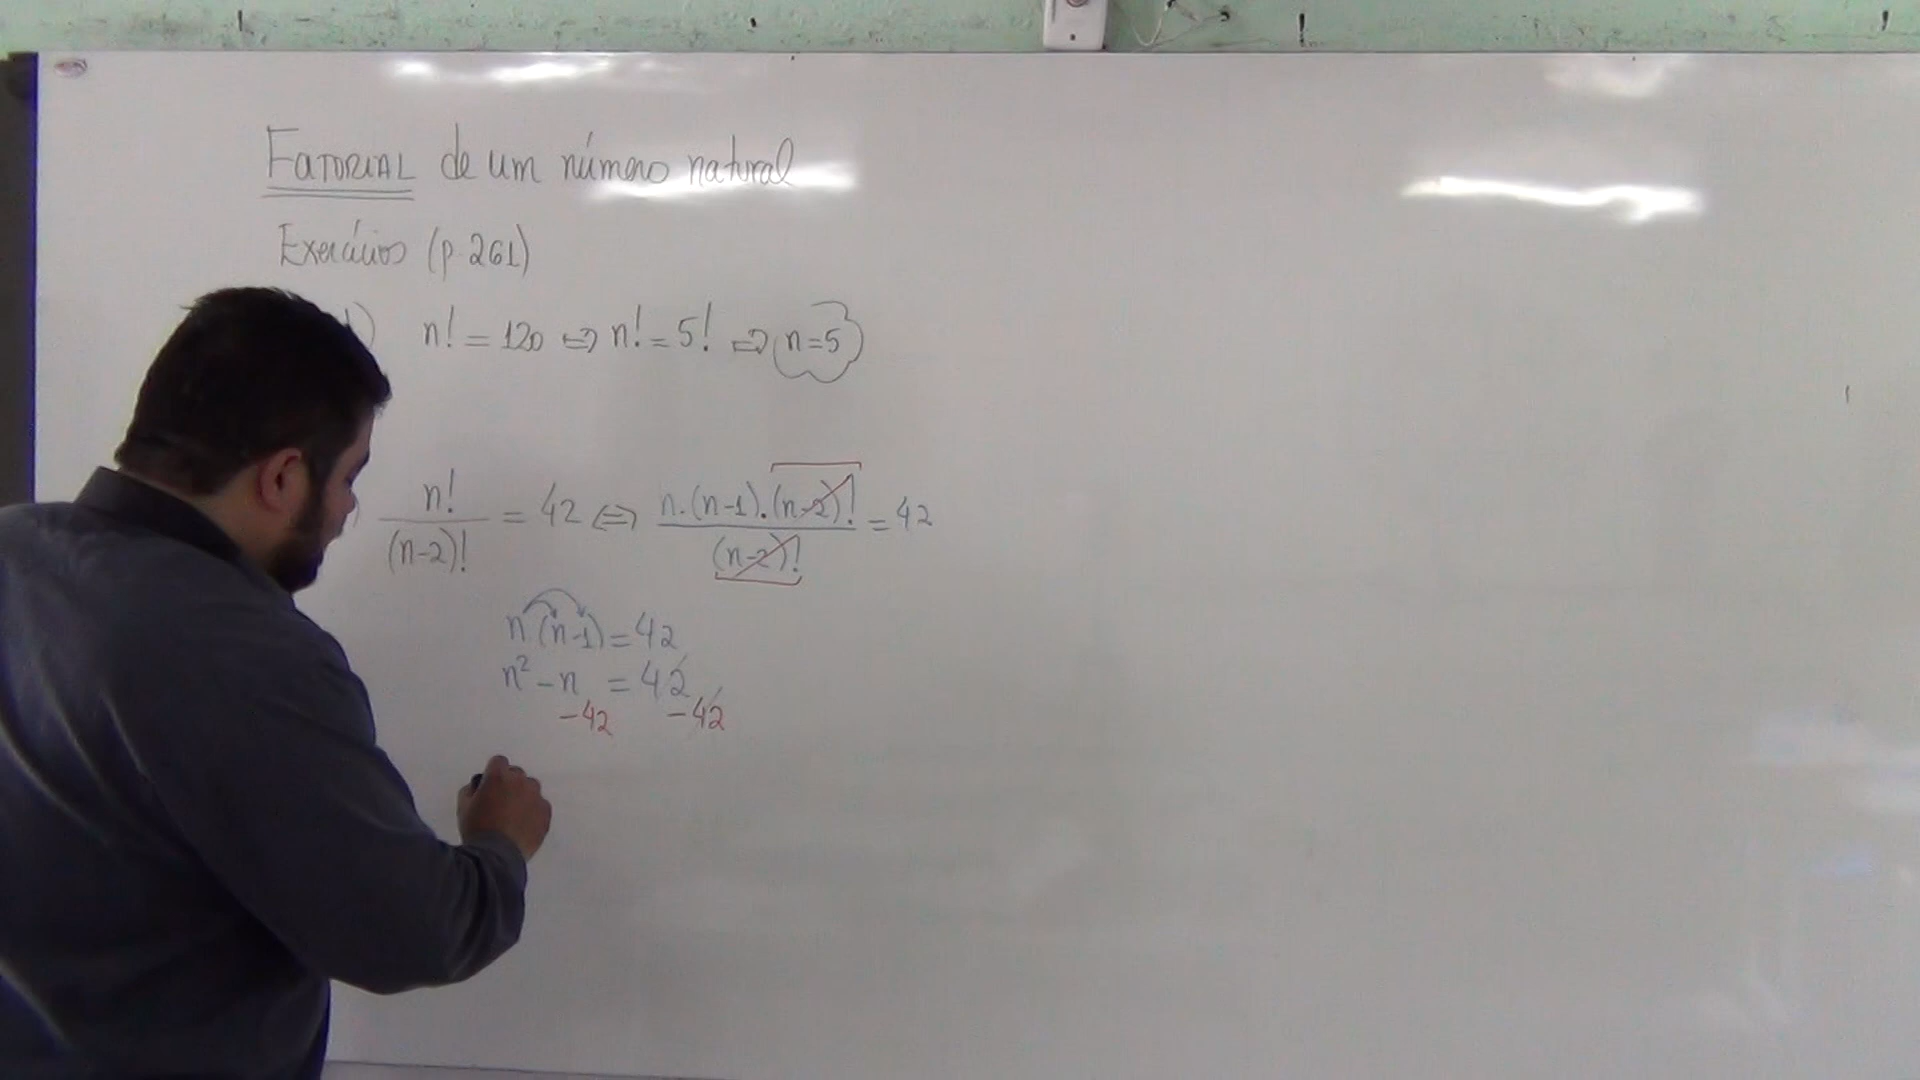 FATORIAL de um número natural
Exercícios (p. 261)
) n! = 120 ⇔ n! = 5! ⇒ n=5
n!/(n-2)! = 42 ⇔ n.(n-1).(n-2)!/(n-2)! = 42
n(n-1) = 42
n² - n = 42
-42 -42